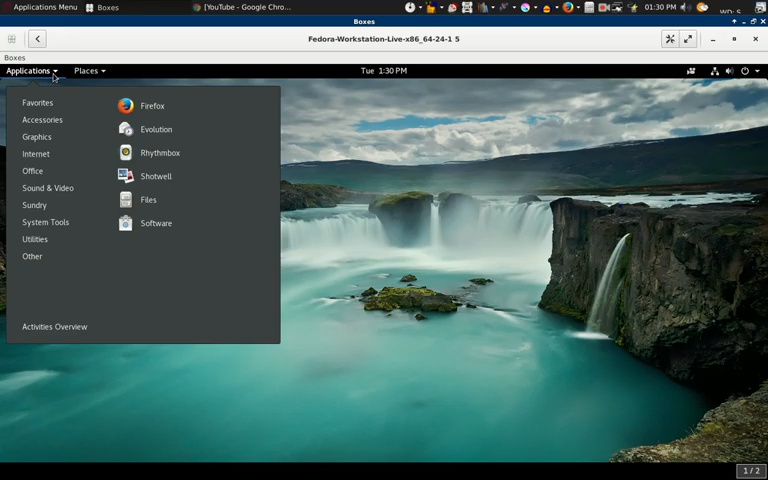 Applications Menu Boxes [YouTube - Google Chro... 01:30 PM
Boxes
Fedora-Workstation-Live-x86_64-24-1 5
Boxes
Applications Places Tue 1:30 PM
Favorites
Accessories
Graphics
Internet
Office
Sound & Video
Sundry
System Tools
Utilities
Other
Activities Overview
Firefox
Evolution
Rhythmbox
Shotwell
Files
Software
1 / 2